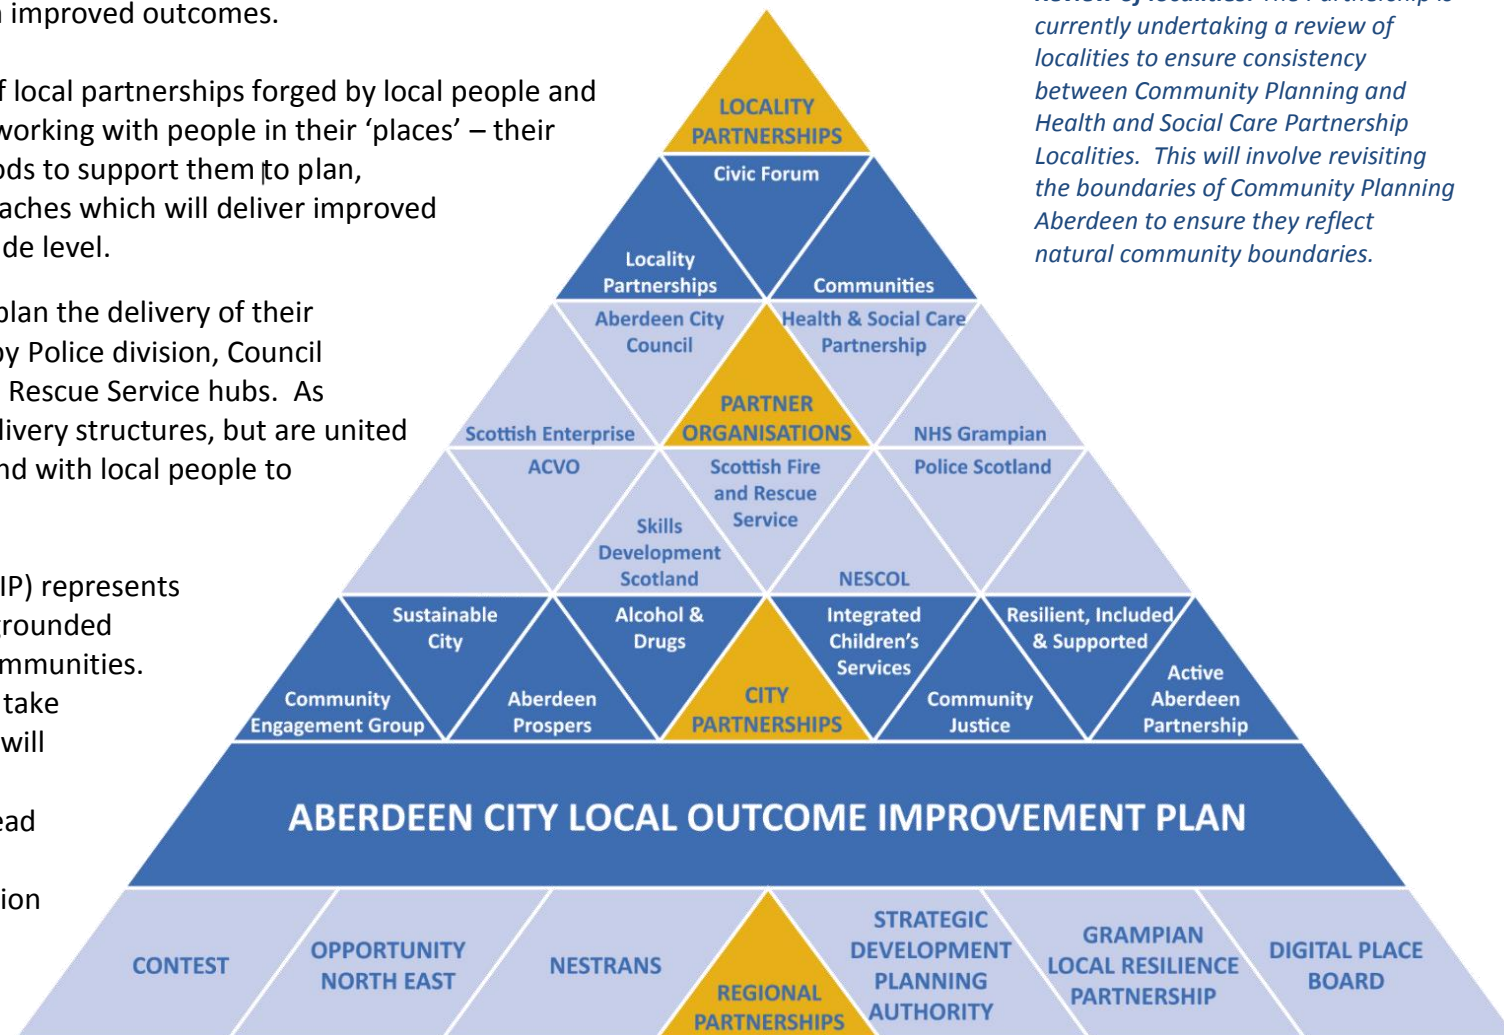 improved outcomes.
f local partnerships forged by local people and
working with people in their ‘places’ – their
ods to support them to plan,
aches which will deliver improved
de level.
plan the delivery of their
by Police division, Council
Rescue Service hubs.  As
livery structures, but are united
nd with local people to
IP) represents
grounded
mmunities.
take
will
ead
ion
currently undertaking a review of
localities to ensure consistency
between Community Planning and
Health and Social Care Partnership
Localities.  This will involve revisiting
the boundaries of Community Planning
Aberdeen to ensure they reflect
natural community boundaries.
LOCALITY
PARTNERSHIPS
Civic Forum
Locality
Partnerships
Communities
Aberdeen City
Council
Health & Social Care
Partnership
PARTNER
ORGANISATIONS
Scottish Enterprise
NHS Grampian
ACVO
Scottish Fire
and Rescue
Service
Police Scotland
Skills
Development
Scotland
NESCOL
Sustainable
City
Alcohol &
Drugs
Integrated
Children’s
Services
Resilient, Included
& Supported
Community
Engagement Group
Aberdeen
Prospers
CITY
PARTNERSHIPS
Community
Justice
Active
Aberdeen
Partnership
ABERDEEN CITY LOCAL OUTCOME IMPROVEMENT PLAN
CONTEST
OPPORTUNITY
NORTH EAST
NESTRANS
REGIONAL
PARTNERSHIPS
STRATEGIC
DEVELOPMENT
PLANNING
AUTHORITY
GRAMPIAN
LOCAL RESILIENCE
PARTNERSHIP
DIGITAL PLACE
BOARD